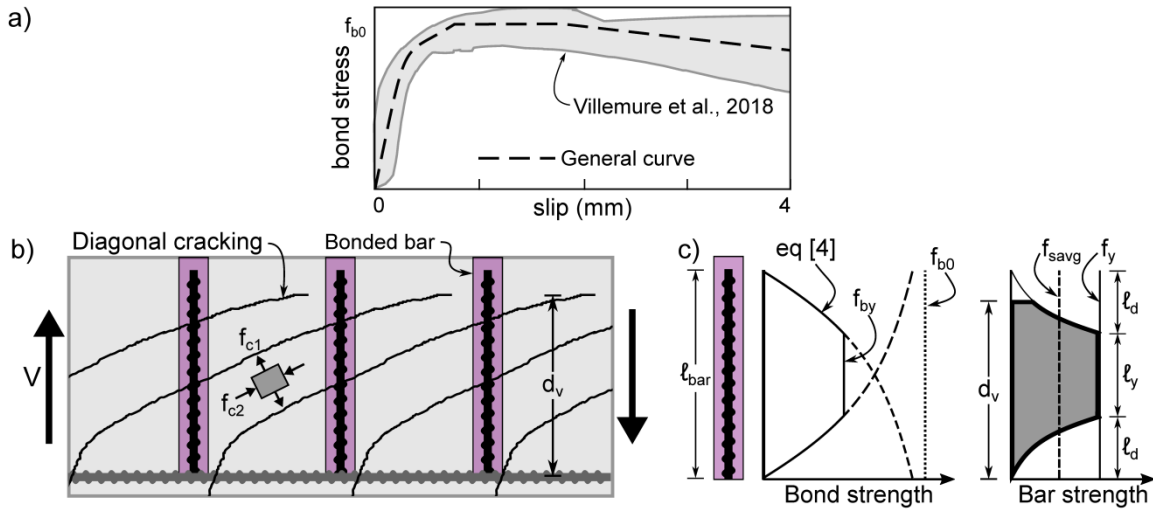 a)
f_b0
bond stress
Villemure et al., 2018
General curve
0
slip (mm)
4
b)
Diagonal cracking
Bonded bar
V
f_c1
f_c2
d_v
c)
eq [4]
f_by
f_b0
ℓ_bar
Bond strength
f_savg
f_y
d_v
ℓ_d
ℓ_y
ℓ_d
Bar strength